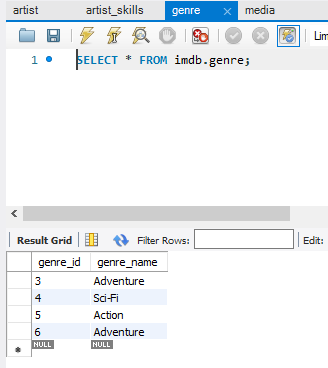 artist artist_skills genre media
Lim
1 SELECT * FROM imdb.genre;
Result Grid Filter Rows: Edit:
genre_id genre_name
3 Adventure
4 Sci-Fi
5 Action
6 Adventure
NULL NULL